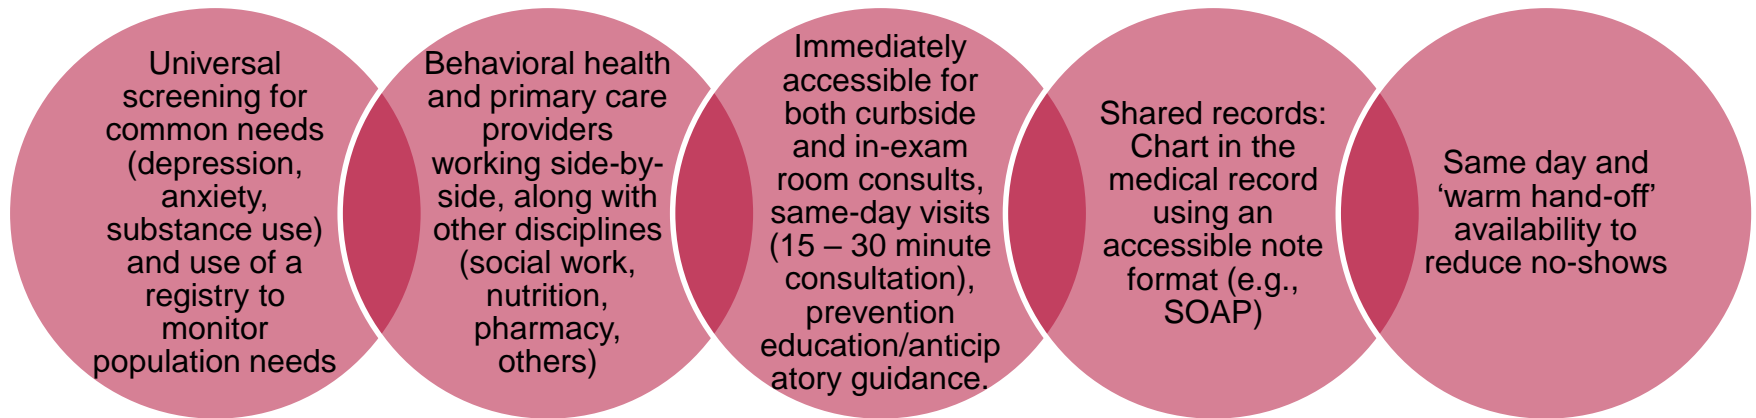 Universal
screening for
common needs
(depression,
anxiety,
substance use)
and use of a
registry to
monitor
population needs
Behavioral health
and primary care
providers
working side-by-
side, along with
other disciplines
(social work,
nutrition,
pharmacy,
others)
Immediately
accessible for
both curbside
and in-exam
room consults,
same-day visits
(15 – 30 minute
consultation),
prevention
education/anticip
atory guidance.
Shared records:
Chart in the
medical record
using an
accessible note
format (e.g.,
SOAP)
Same day and
‘warm hand-off’
availability to
reduce no-shows